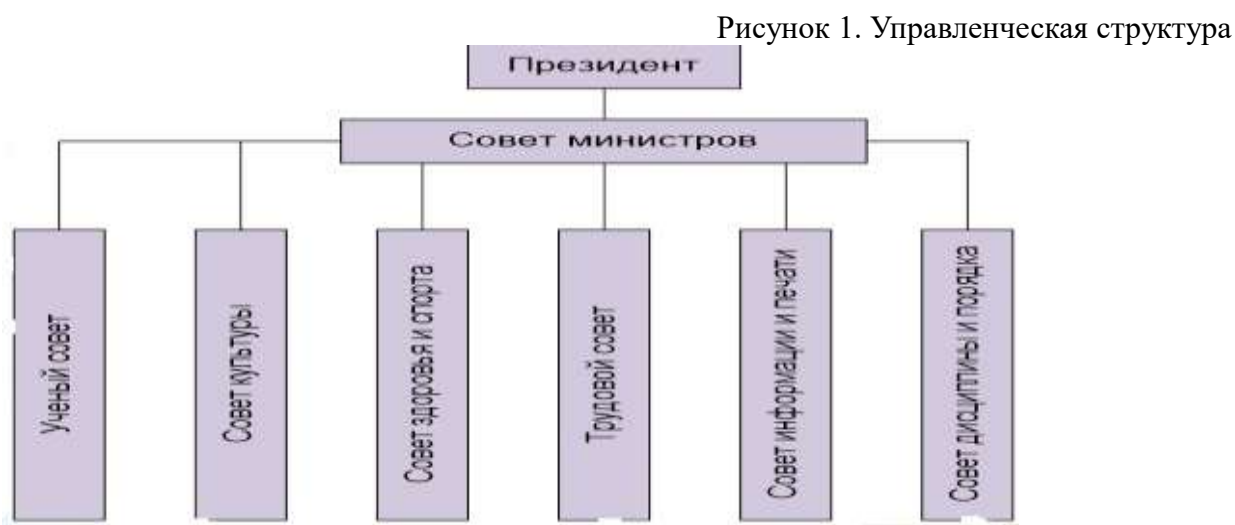 Рисунок 1. Управленческая структура
Президент
Совет министров
Ученый совет
Совет культуры
Совет здоровья и спорта
Трудовой совет
Совет информации и печати
Совет дисциплины и порядка